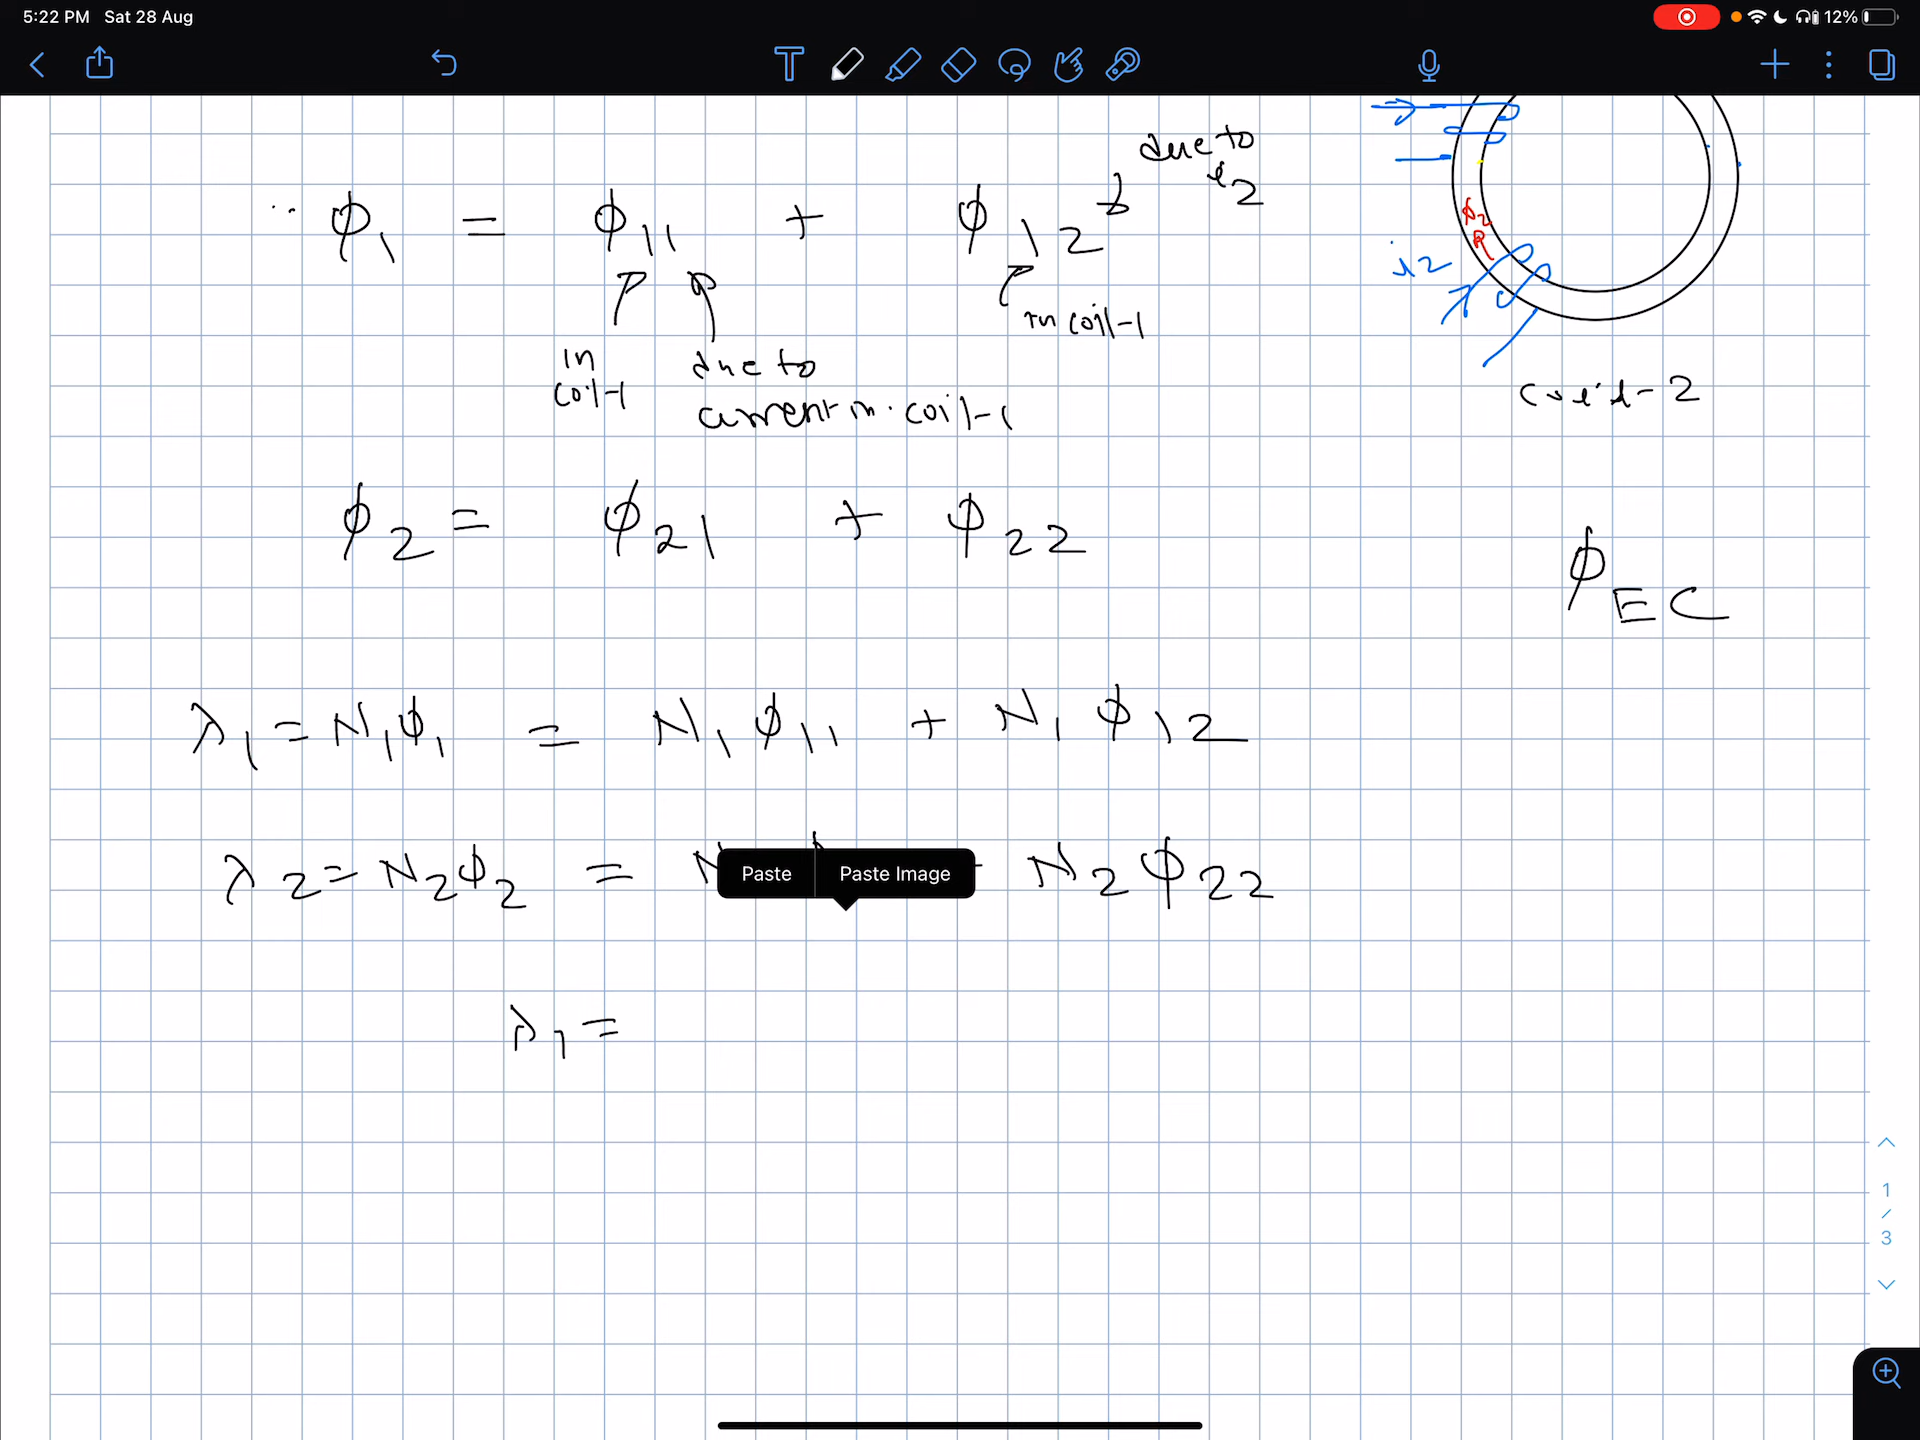 5:22 PM Sat 28 Aug
12%
due to
i2
ϕ1 = ϕ11 + ϕ12
ϕ2
i2
in coil-1
in
coil-1
due to
current in coil-1
coil-2
ϕ2 = ϕ21 + ϕ22
ϕEC
λ1 = N1ϕ1 = N1ϕ11 + N1ϕ12
λ2 = N2ϕ2 = N2ϕ22
Paste
Paste Image
λ1 =
1
/
3